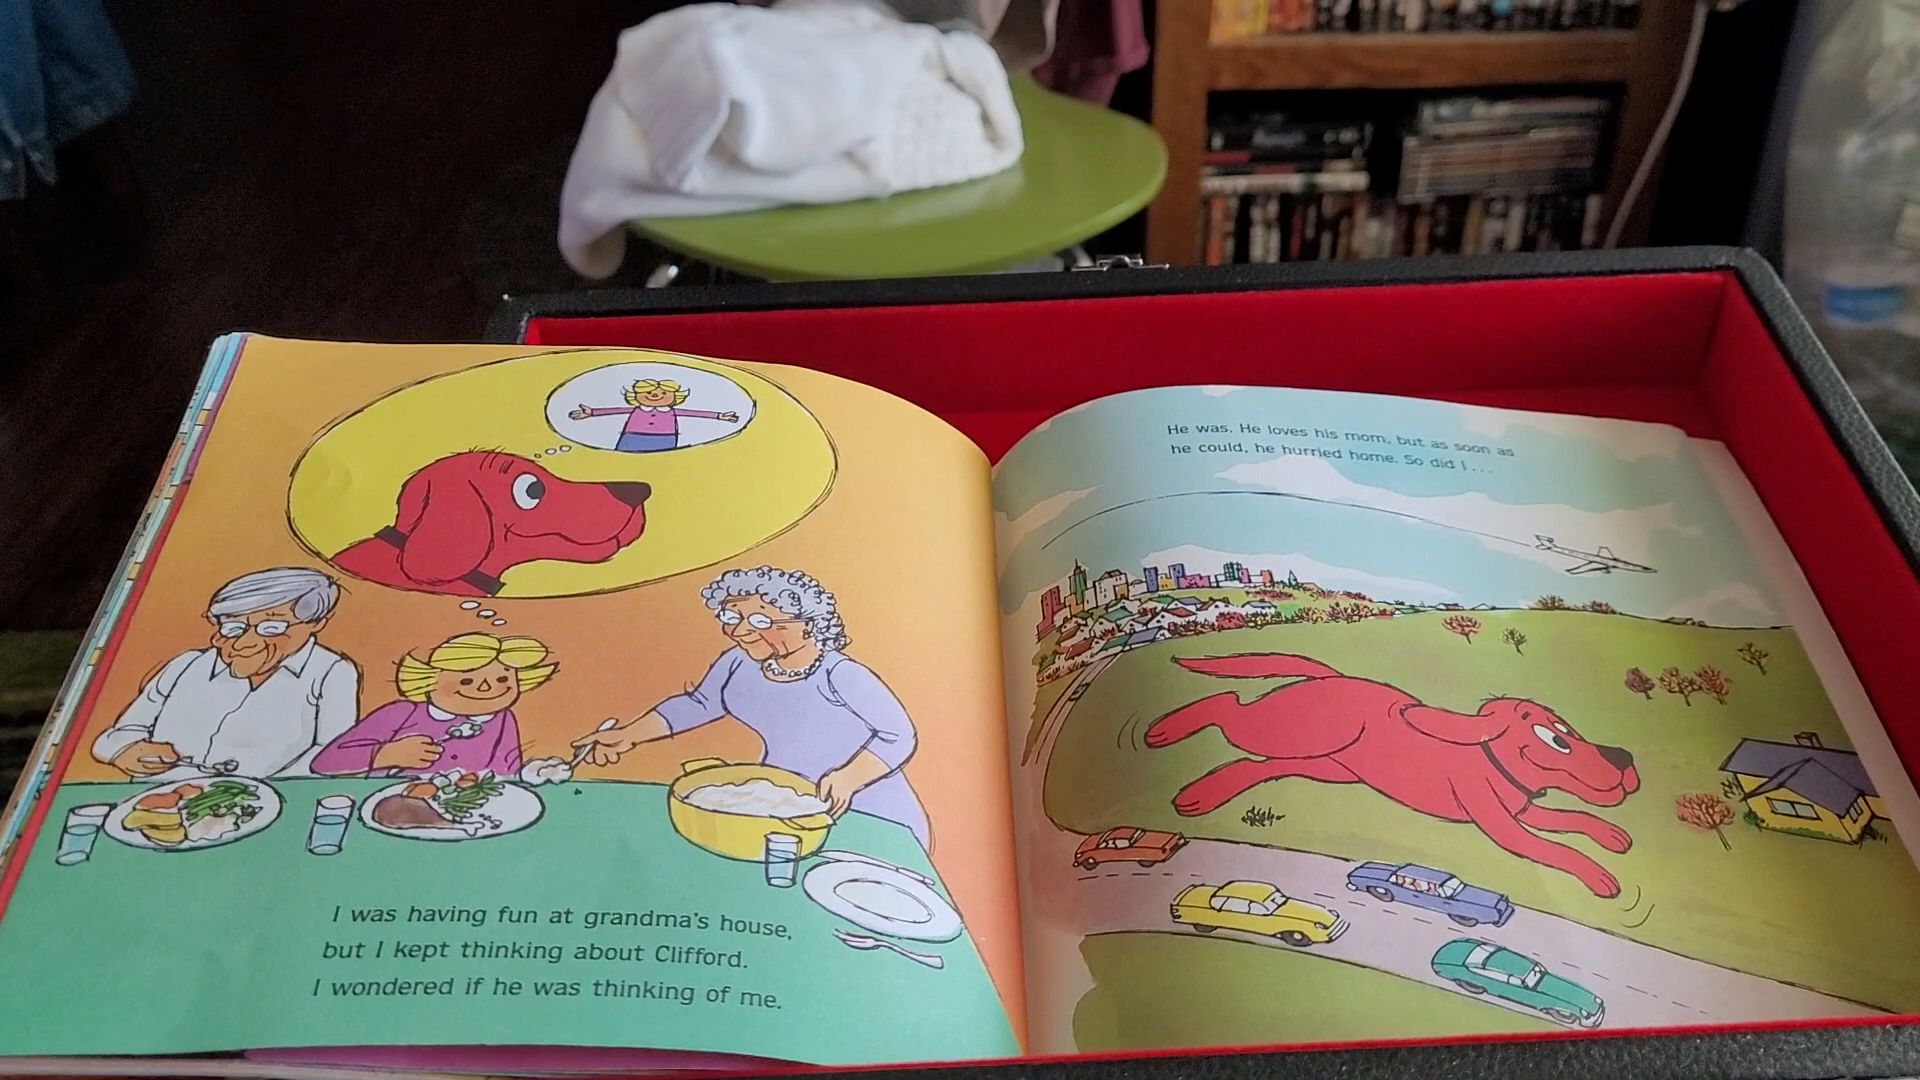 I was having fun at grandma's house,
but I kept thinking about Clifford.
I wondered if he was thinking of me.
He was. He loves his mom, but as soon as
he could, he hurried home. So did I...